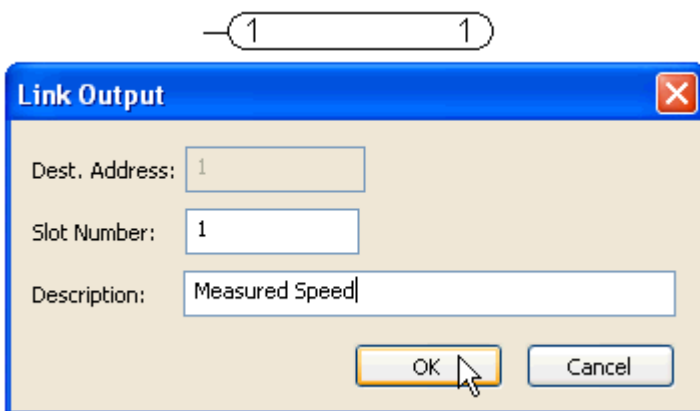 1 1
Link Output
Dest. Address: 1
Slot Number: 1
Description: Measured Speed
OK Cancel